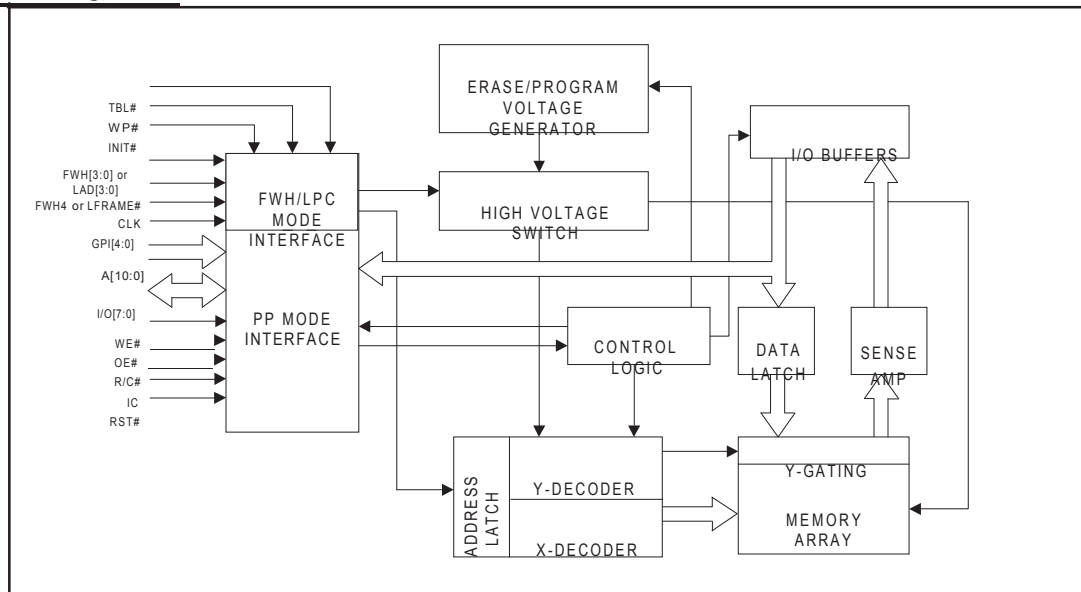 TBL#
WP#
INIT#
FWH[3:0] or
LAD[3:0]
FWH4 or LFRAME#
CLK
GPI[4:0]
A[10:0]
I/O[7:0]
WE#
OE#
R/C#
IC
RST#
FWH/LPC
MODE
INTERFACE
PP MODE
INTERFACE
ERASE/PROGRAM
VOLTAGE
GENERATOR
HIGH VOLTAGE
SWITCH
I/O BUFFERS
CONTROL
LOGIC
DATA
LATCH
SENSE
AMP
ADDRESS
LATCH
Y-DECODER
X-DECODER
Y-GATING
MEMORY
ARRAY